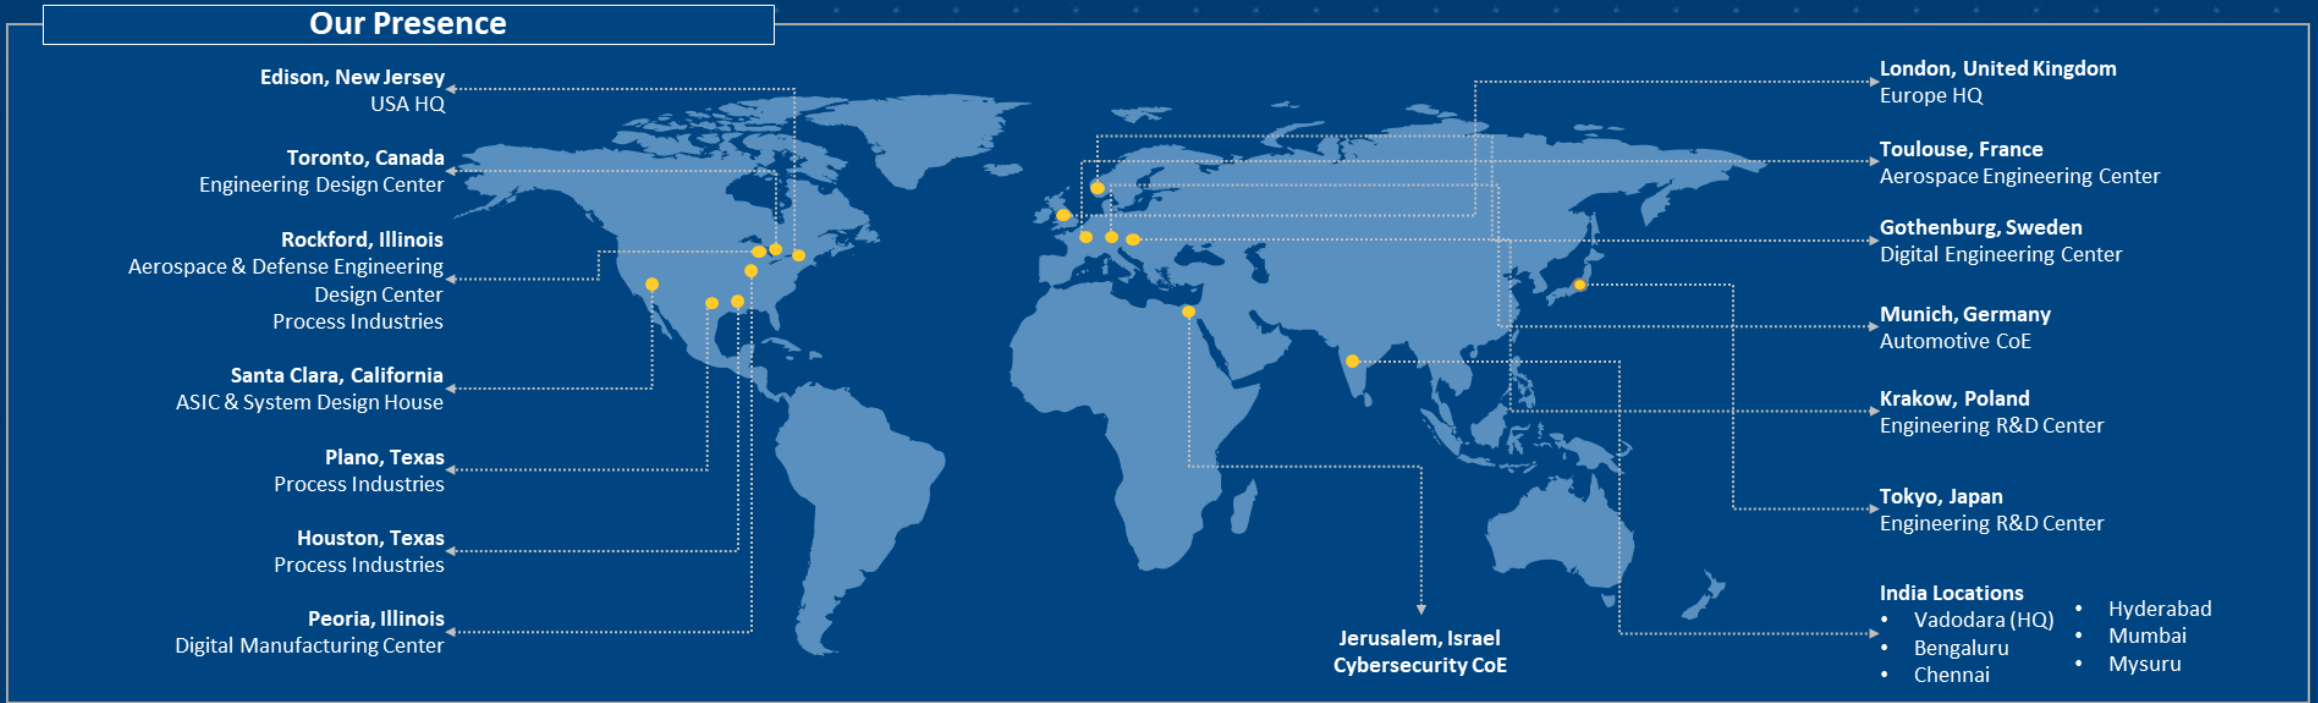 Our Presence
Edison, New Jersey
USA HQ
Toronto, Canada
Engineering Design Center
Rockford, Illinois
Aerospace & Defense Engineering
Design Center
Process Industries
Santa Clara, California
ASIC & System Design House
Plano, Texas
Process Industries
Houston, Texas
Process Industries
Peoria, Illinois
Digital Manufacturing Center
Jerusalem, Israel
Cybersecurity CoE
London, United Kingdom
Europe HQ
Toulouse, France
Aerospace Engineering Center
Gothenburg, Sweden
Digital Engineering Center
Munich, Germany
Automotive CoE
Krakow, Poland
Engineering R&D Center
Tokyo, Japan
Engineering R&D Center
India Locations
• Vadodara (HQ)
• Bengaluru
• Chennai
• Hyderabad
• Mumbai
• Mysuru